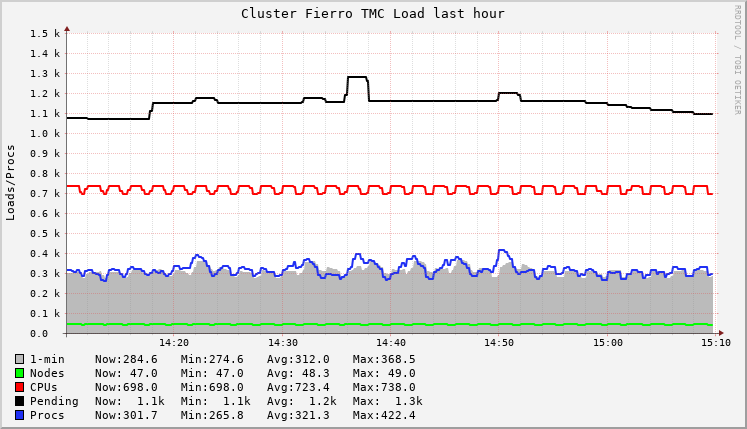 Cluster Fierro TMC Load last hour
RRDTOOL / TOBI OETIKER
Loads/Procs
1.5 k
1.4 k
1.3 k
1.2 k
1.1 k
1.0 k
0.9 k
0.8 k
0.7 k
0.6 k
0.5 k
0.4 k
0.3 k
0.2 k
0.1 k
0.0
14:20 14:30 14:40 14:50 15:00 15:10
1-min Now:284.6 Min:274.6 Avg:312.0 Max:368.5
Nodes Now: 47.0 Min: 47.0 Avg: 48.3 Max: 49.0
CPUs Now:698.0 Min:698.0 Avg:723.4 Max:738.0
Pending Now: 1.1k Min: 1.1k Avg: 1.2k Max: 1.3k
Procs Now:301.7 Min:265.8 Avg:321.3 Max:422.4